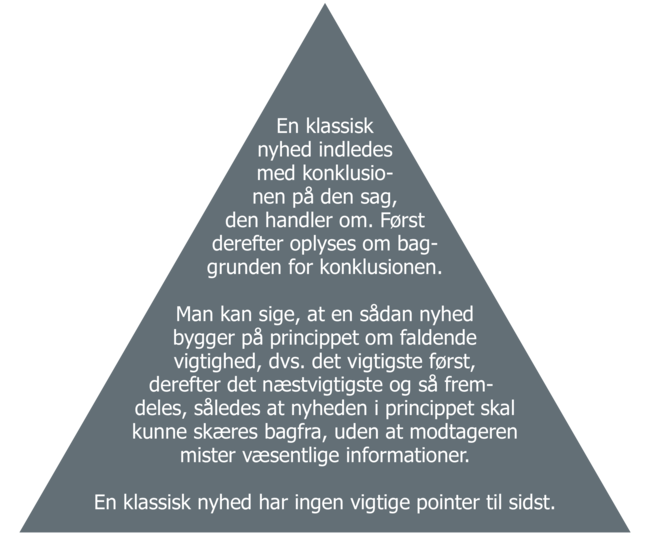 En klassisk
nyhed indledes
med konklusio-
nen på den sag,
den handler om. Først
derefter oplyses om bag-
grunden for konklusionen.
Man kan sige, at en sådan nyhed
bygger på princippet om faldende
vigtighed, dvs. det vigtigste først,
derefter det næstvigtigste og så frem-
deles, således at nyheden i princippet skal
kunne skæres bagfra, uden at modtageren
mister væsentlige informationer.
En klassisk nyhed har ingen vigtige pointer til sidst.